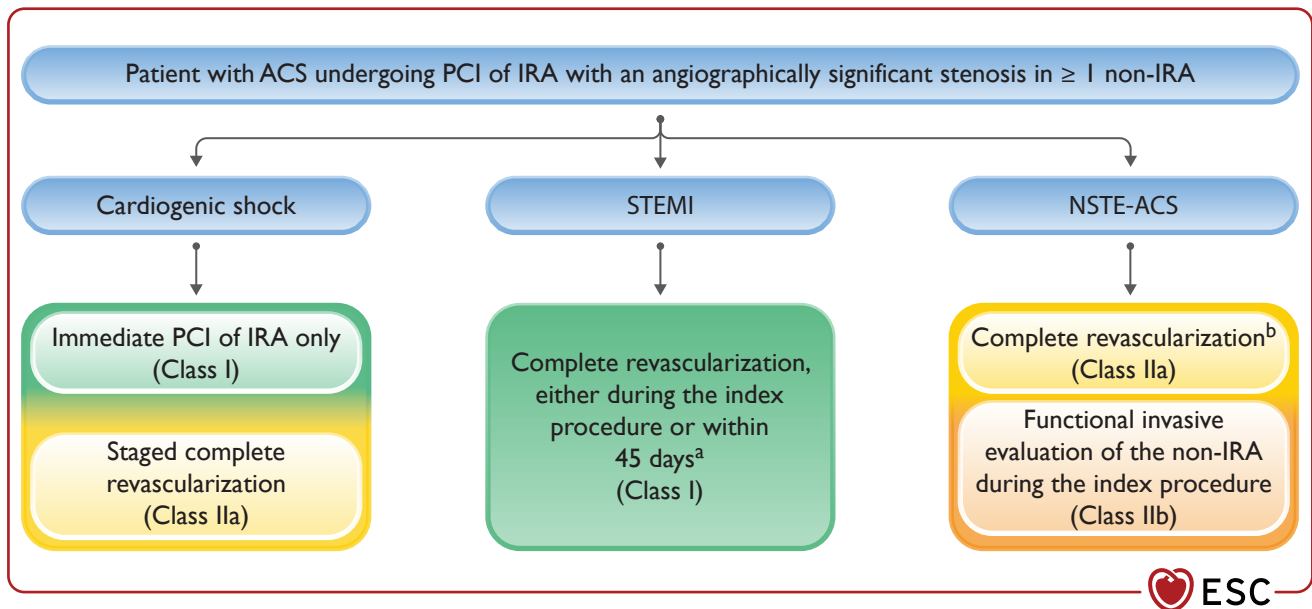 Patient with ACS undergoing PCI of IRA with an angiographically significant stenosis in ≥ 1 non-IRA
Cardiogenic shock
STEMI
NSTE-ACS
Immediate PCI of IRA only
(Class I)
Staged complete
revascularization
(Class IIa)
Complete revascularization,
either during the index
procedure or within
45 daysᵃ
(Class I)
Complete revascularizationᵇ
(Class IIa)
Functional invasive
evaluation of the non-IRA
during the index procedure
(Class IIb)
ESC